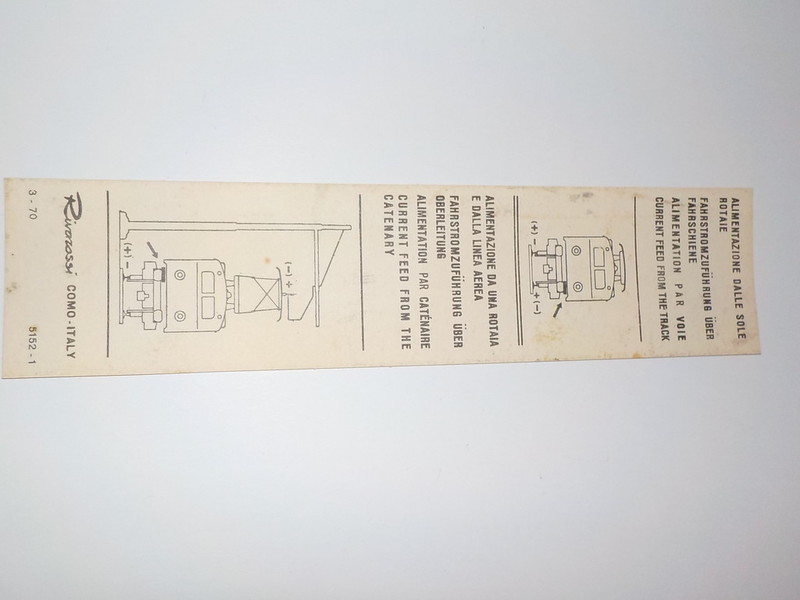 ALIMENTAZIONE DALLE SOLE
ROTAIE
FAHRSTROMZUFÜHRUNG ÜBER
FAHRSCHIENE
ALIMENTATION PAR VOIE
CURRENT FEED FROM THE TRACK
(+) -
+ (-)
ALIMENTAZIONE DA UNA ROTAIA
E DALLA LINEA AEREA
FAHRSTROMZUFÜHRUNG ÜBER
OBERLEITUNG
ALIMENTATION PAR CATÉNAIRE
CURRENT FEED FROM THE
CATENARY
(-) +
(+) -
Rivarossi COMO-ITALY
3 - 70
5152 - 1